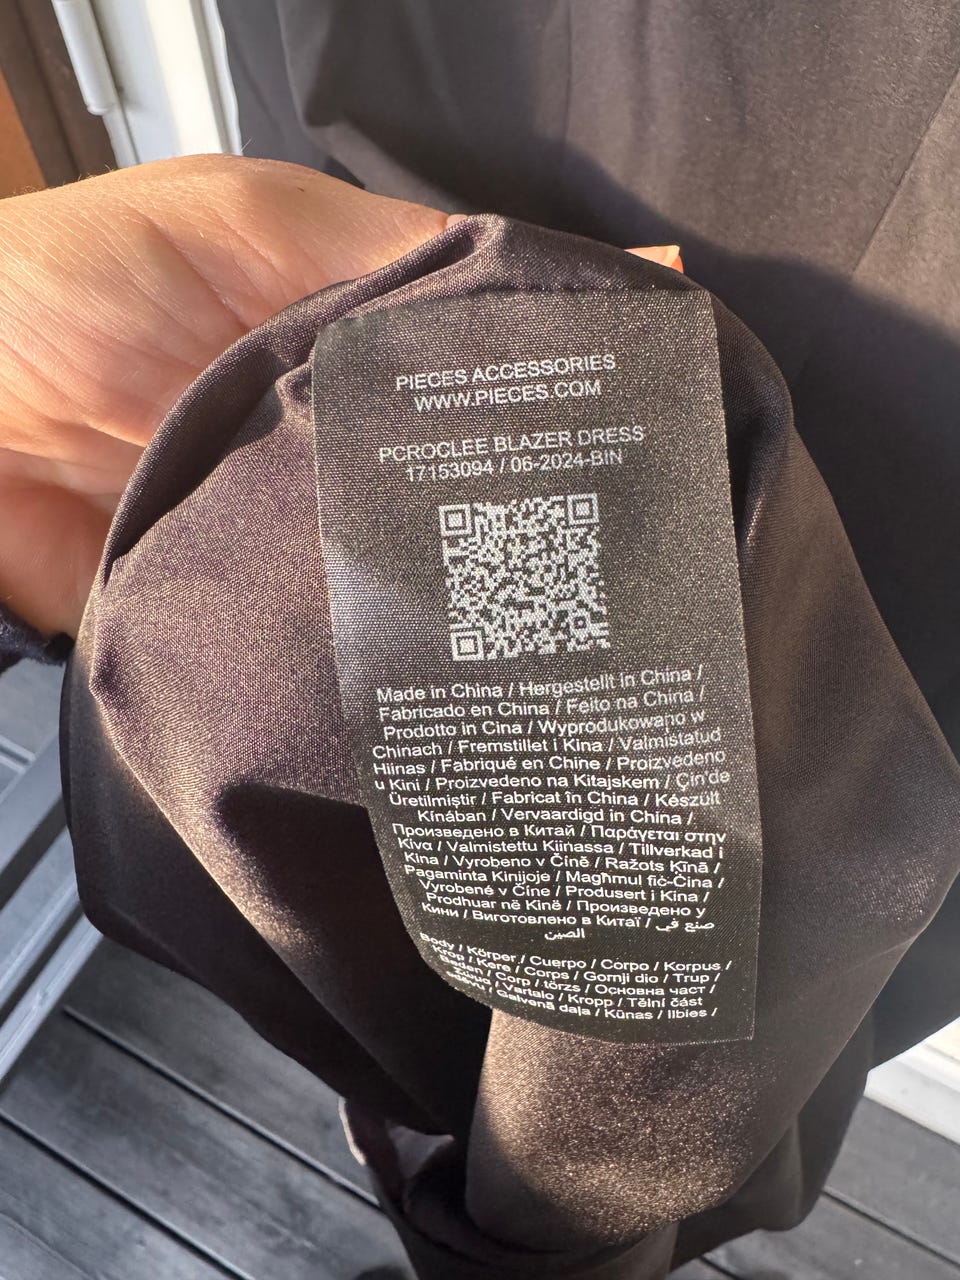 PIECES ACCESSORIES
WWW.PIECES.COM
PCROCLEE BLAZER DRESS
17153094 / 06-2024-BIN
Made in China / Hergestellt in China /
Fabricado en China / Feito na China /
Prodotto in Cina / Wyprodukowano w
Chinach / Fremstillet i Kina / Valmistatud
Hiinas / Fabriqué en Chine / Proizvedeno
u Kini / Proizvedeno na Kitajskem / Çin'de
Üretilmiştir / Fabricat în China / Készült
Kínában / Vervaardigd in China /
Произведено в Китай / Παράγεται στην
Κίνα / Valmistettu Kiinassa / Tillverkad i
Kina / Vyrobeno v Číně / Ražots Ķīnā /
Pagaminta Kinijoje / Magħmul fiċ-Ċina /
Vyrobené v Číne / Produsert i Kina /
Prodhuar në Kinë / Произведено у
Кини / Виготовлено в Китаї / صنع في
الصين
Body / Körper / Cuerpo / Corpo / Korpus /
Krop / Kere / Corps / Gornji dio / Trup /
Beden / Corp / törzs / Основна част /
Σώμα / Vartalo / Kropp / Tělní část
/ Galvenā daļa / Kūnas / Ilbies /